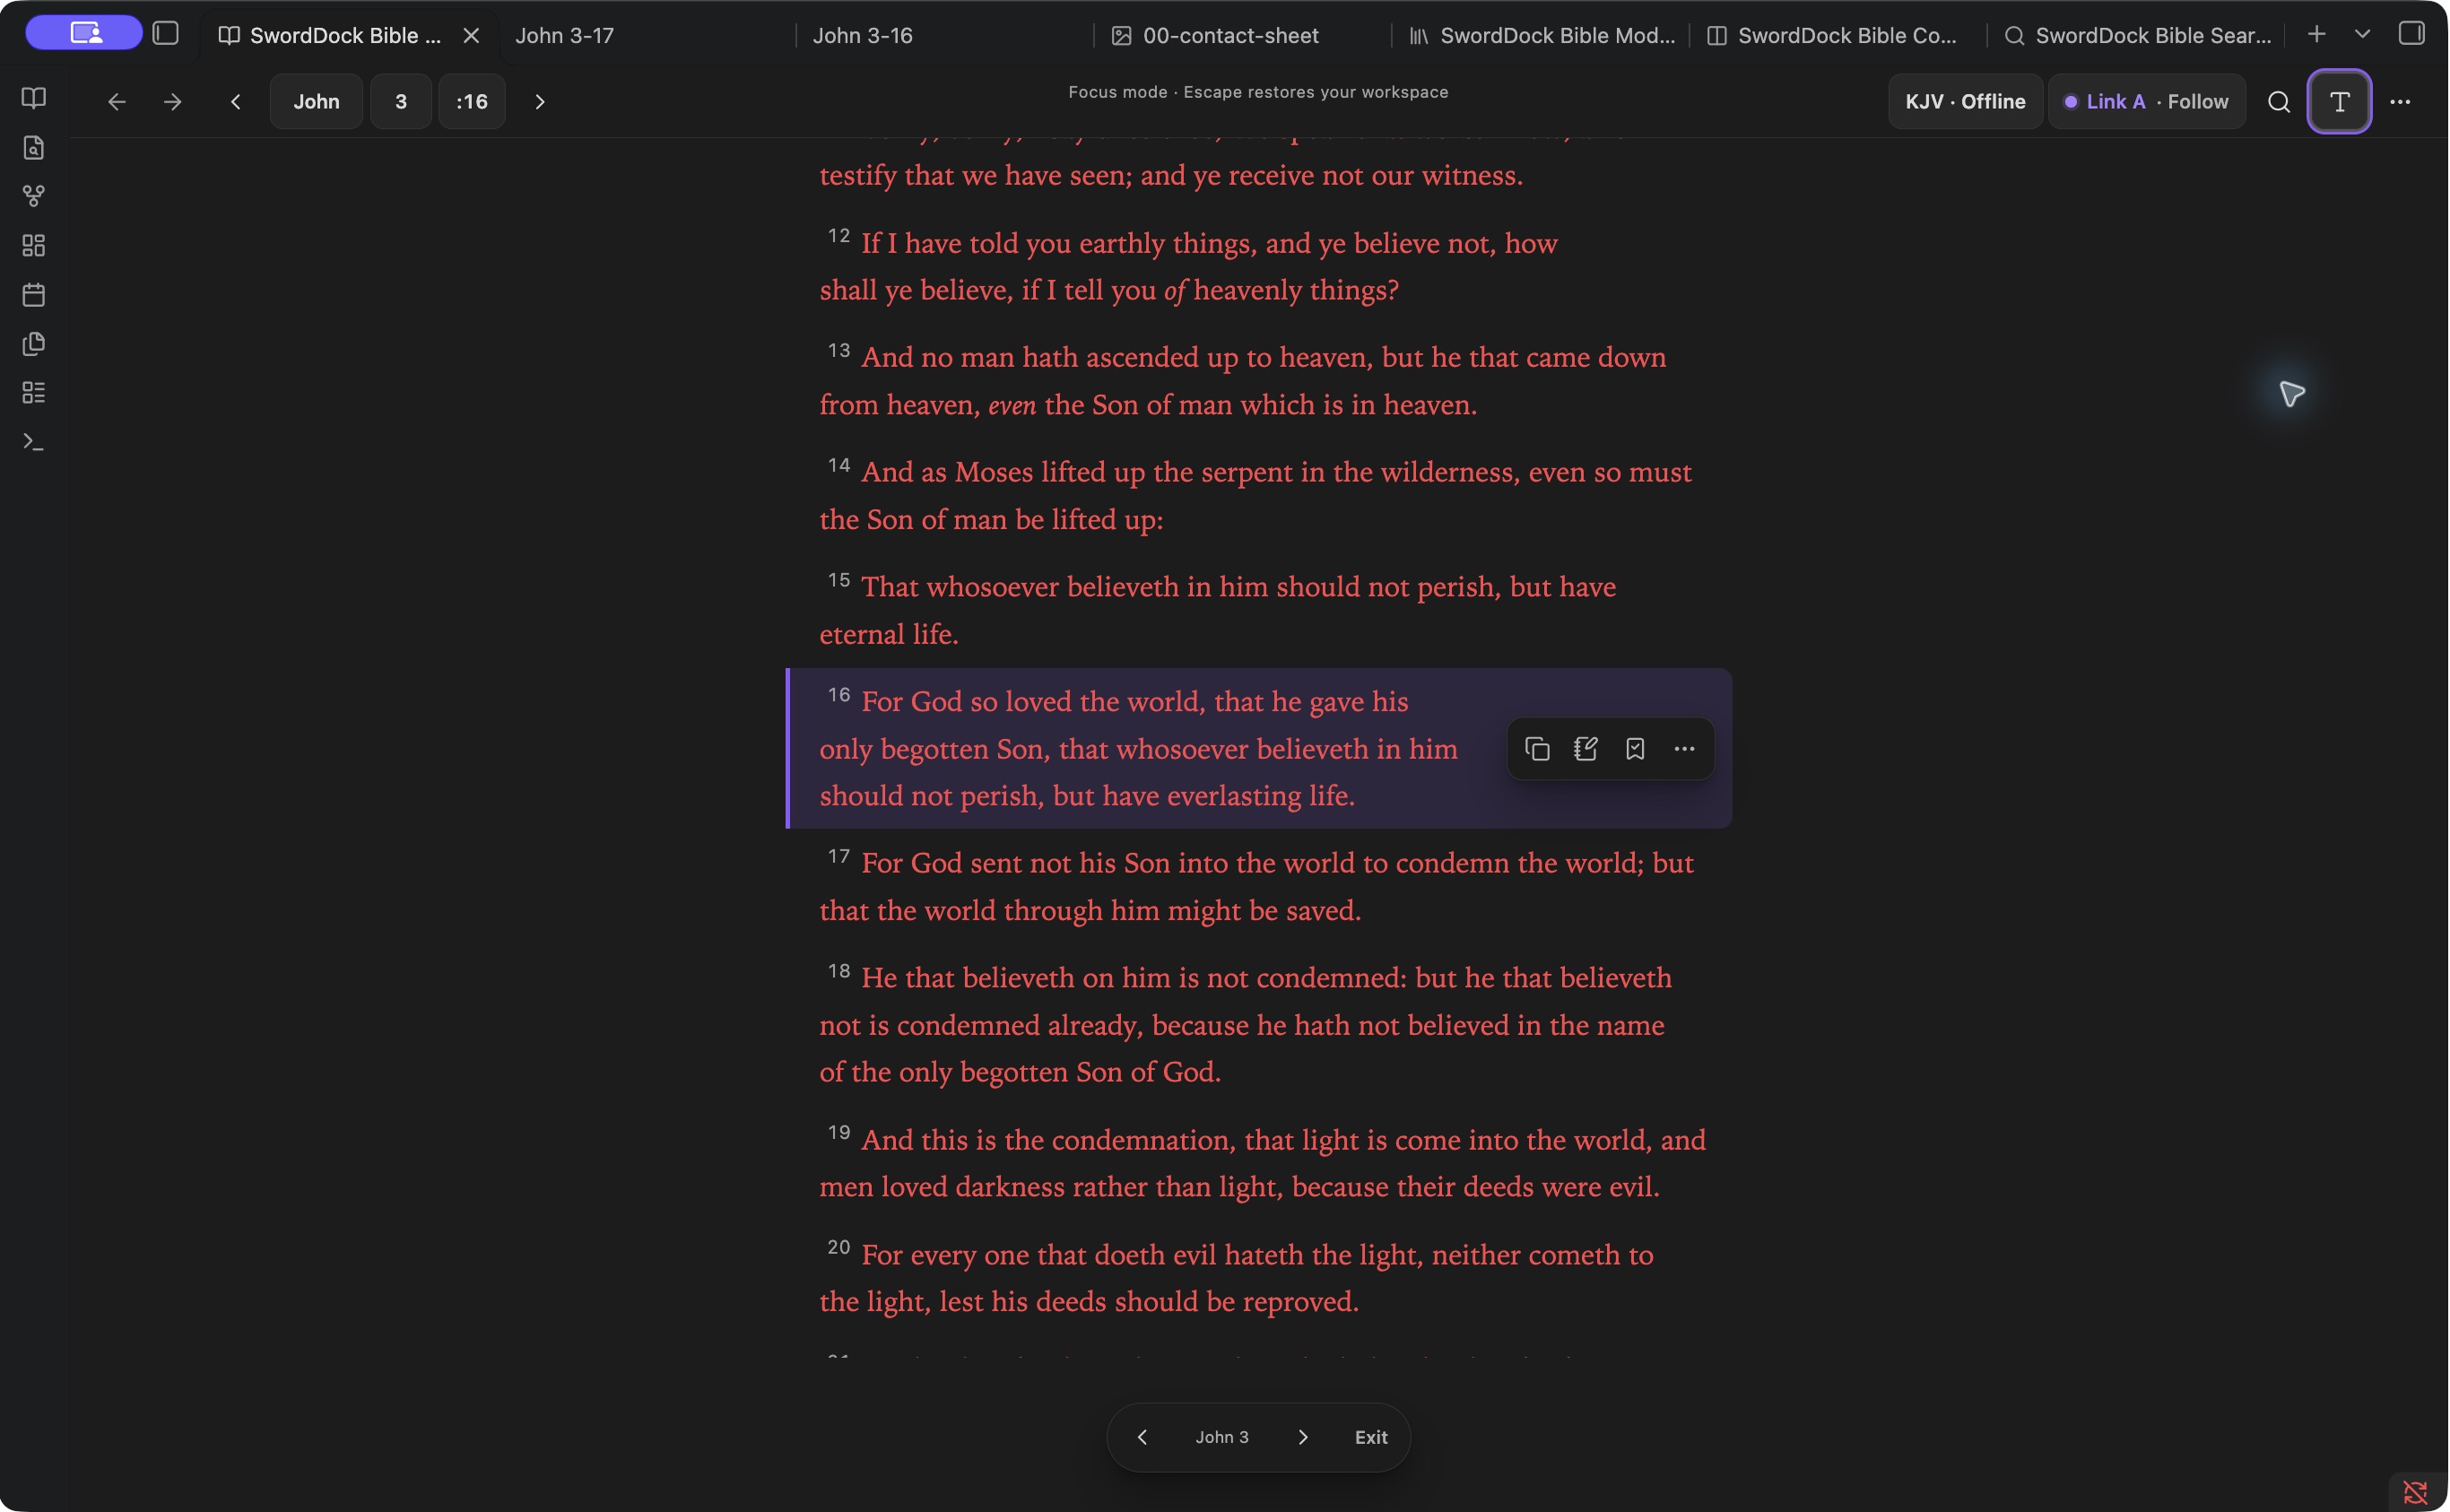 SwordDock Bible ...
John 3-17
John 3-16
00-contact-sheet
SwordDock Bible Mod...
SwordDock Bible Co...
SwordDock Bible Sear...
John
3
:16
Focus mode · Escape restores your workspace
KJV · Offline
Link A · Follow
testify that we have seen; and ye receive not our witness.
12 If I have told you earthly things, and ye believe not, how
shall ye believe, if I tell you of heavenly things?
13 And no man hath ascended up to heaven, but he that came down
from heaven, even the Son of man which is in heaven.
14 And as Moses lifted up the serpent in the wilderness, even so must
the Son of man be lifted up:
15 That whosoever believeth in him should not perish, but have
eternal life.
16 For God so loved the world, that he gave his
only begotten Son, that whosoever believeth in him
should not perish, but have everlasting life.
17 For God sent not his Son into the world to condemn the world; but
that the world through him might be saved.
18 He that believeth on him is not condemned: but he that believeth
not is condemned already, because he hath not believed in the name
of the only begotten Son of God.
19 And this is the condemnation, that light is come into the world, and
men loved darkness rather than light, because their deeds were evil.
20 For every one that doeth evil hateth the light, neither cometh to
the light, lest his deeds should be reproved.
John 3
Exit